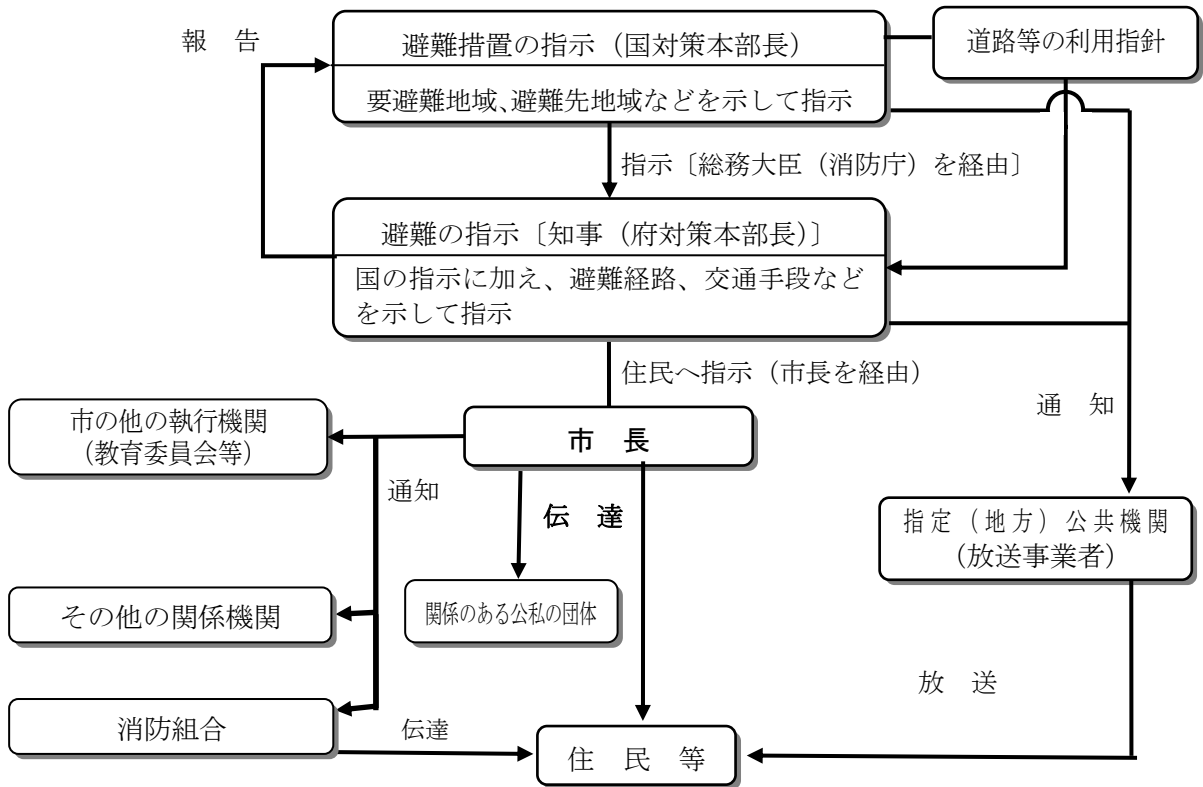 報　告
避難措置の指示（国対策本部長）
要避難地域、避難先地域などを示して指示
道路等の利用指針
指示〔総務大臣（消防庁）を経由〕
避難の指示〔知事（府対策本部長）〕
国の指示に加え、避難経路、交通手段など
を示して指示
住民へ指示（市長を経由）
通　知
市の他の執行機関
（教育委員会等）
市　長
通知
伝　達
指定（地方）公共機関
（放送事業者）
その他の関係機関
関係のある公私の団体
放　送
消防組合
伝達
住　民　等